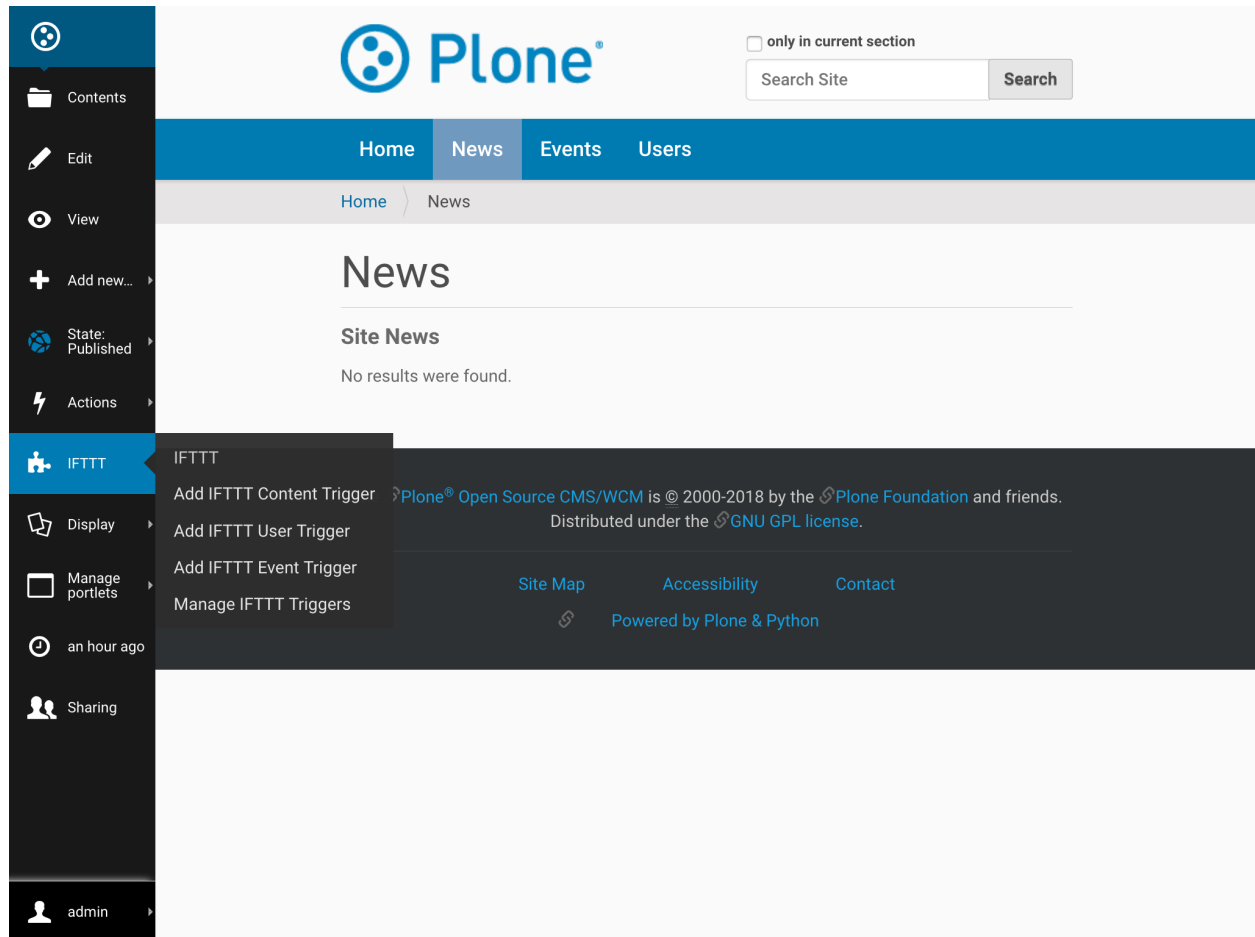 Plone®
only in current section
Search Site
Search
Home
News
Events
Users
Home
News
News
Site News
No results were found.
Contents
Edit
View
Add new...
State:
Published
Actions
IFTTT
Display
Manage
portlets
an hour ago
Sharing
admin
IFTTT
Add IFTTT Content Trigger
Add IFTTT User Trigger
Add IFTTT Event Trigger
Manage IFTTT Triggers
Plone® Open Source CMS/WCM is © 2000-2018 by the Plone Foundation and friends.
Distributed under the GNU GPL license.
Site Map
Accessibility
Contact
Powered by Plone & Python